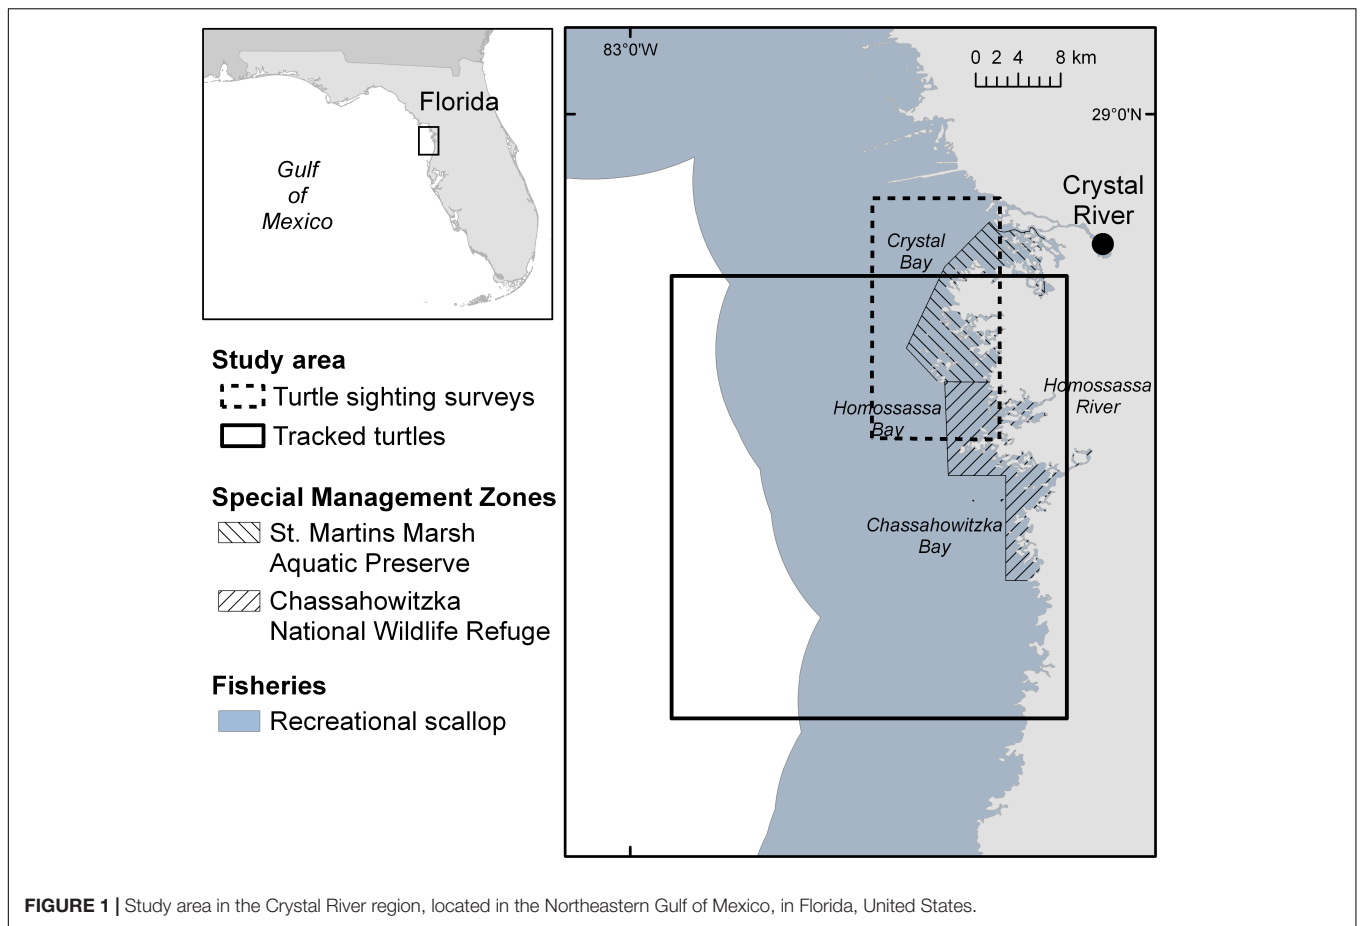 Florida
Gulf
of
Mexico
Study area
Turtle sighting surveys
Tracked turtles
Special Management Zones
St. Martins Marsh
Aquatic Preserve
Chassahowitzka
National Wildlife Refuge
Fisheries
Recreational scallop
83°0'W
0 2 4 8 km
29°0'N
Crystal
River
Crystal
Bay
Homossassa
River
Homossassa
Bay
Chassahowitzka
Bay
FIGURE 1 | Study area in the Crystal River region, located in the Northeastern Gulf of Mexico, in Florida, United States.